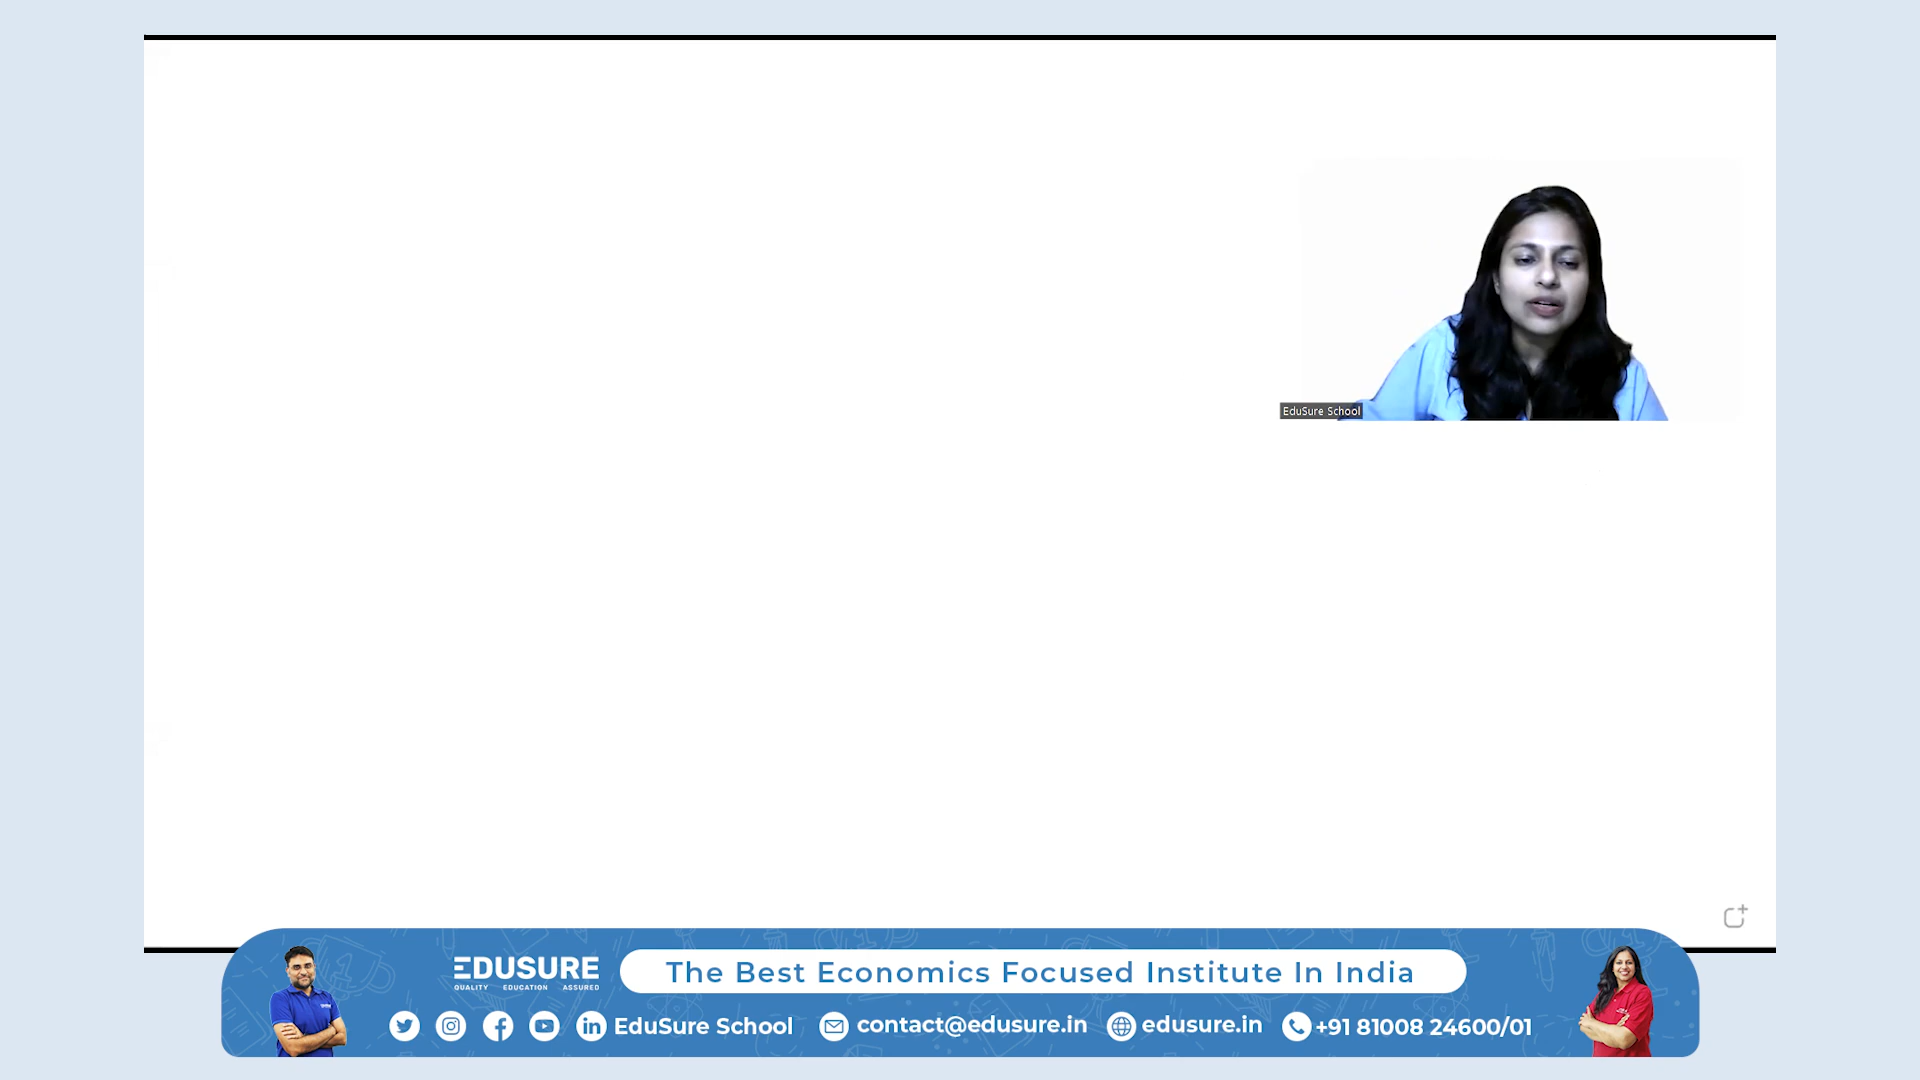 EduSure School
EDUSURE
QUALITY EDUCATION ASSURED
The Best Economics Focused Institute In India
EduSure School
contact@edusure.in
edusure.in
+91 81008 24600/01